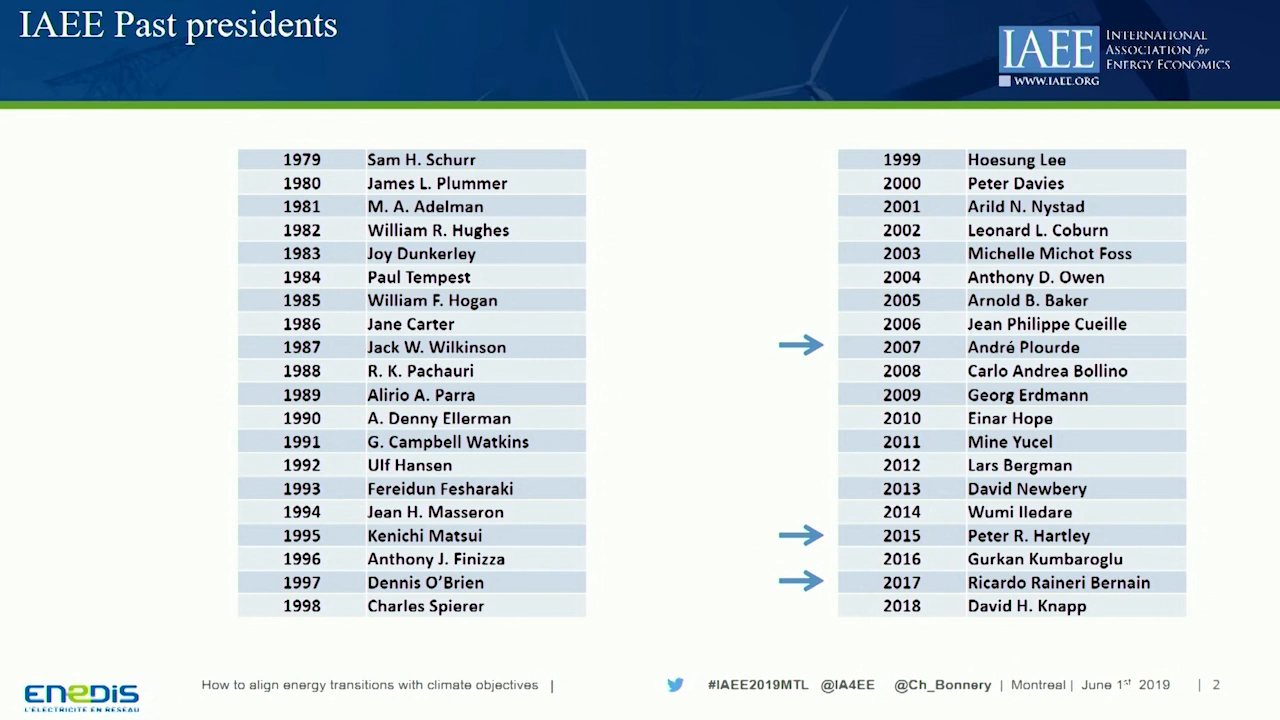 IAEE Past presidents
IAEE
INTERNATIONAL
ASSOCIATION for
ENERGY ECONOMICS
WWW.IAEE.ORG
1979 Sam H. Schurr
1980 James L. Plummer
1981 M. A. Adelman
1982 William R. Hughes
1983 Joy Dunkerley
1984 Paul Tempest
1985 William F. Hogan
1986 Jane Carter
1987 Jack W. Wilkinson
1988 R. K. Pachauri
1989 Alirio A. Parra
1990 A. Denny Ellerman
1991 G. Campbell Watkins
1992 Ulf Hansen
1993 Fereidun Fesharaki
1994 Jean H. Masseron
1995 Kenichi Matsui
1996 Anthony J. Finizza
1997 Dennis O’Brien
1998 Charles Spierer
1999 Hoesung Lee
2000 Peter Davies
2001 Arild N. Nystad
2002 Leonard L. Coburn
2003 Michelle Michot Foss
2004 Anthony D. Owen
2005 Arnold B. Baker
2006 Jean Philippe Cueille
2007 André Plourde
2008 Carlo Andrea Bollino
2009 Georg Erdmann
2010 Einar Hope
2011 Mine Yucel
2012 Lars Bergman
2013 David Newbery
2014 Wumi Iledare
2015 Peter R. Hartley
2016 Gurkan Kumbaroglu
2017 Ricardo Raineri Bernain
2018 David H. Knapp
ENEDIS
L'ELECTRICITE EN RESEAU
How to align energy transitions with climate objectives |
#IAEE2019MTL @IA4EE @Ch_Bonnery | Montreal | June 1st 2019 | 2